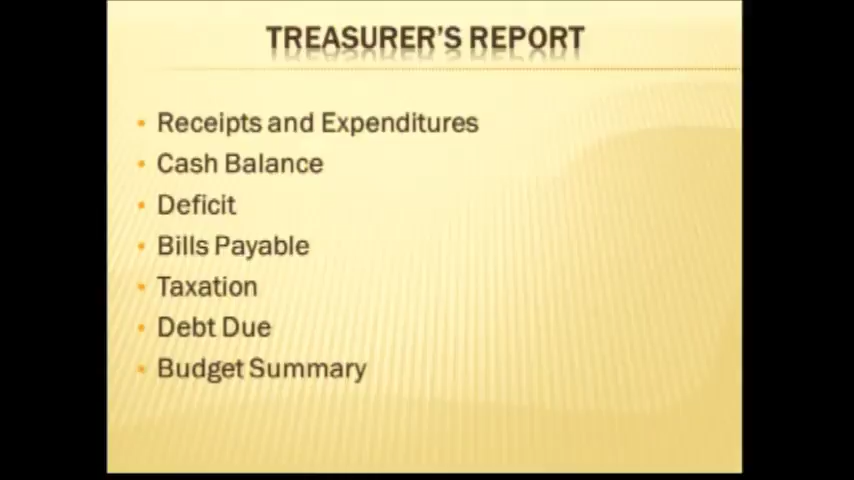 TREASURER'S REPORT
• Receipts and Expenditures
• Cash Balance
• Deficit
• Bills Payable
• Taxation
• Debt Due
• Budget Summary